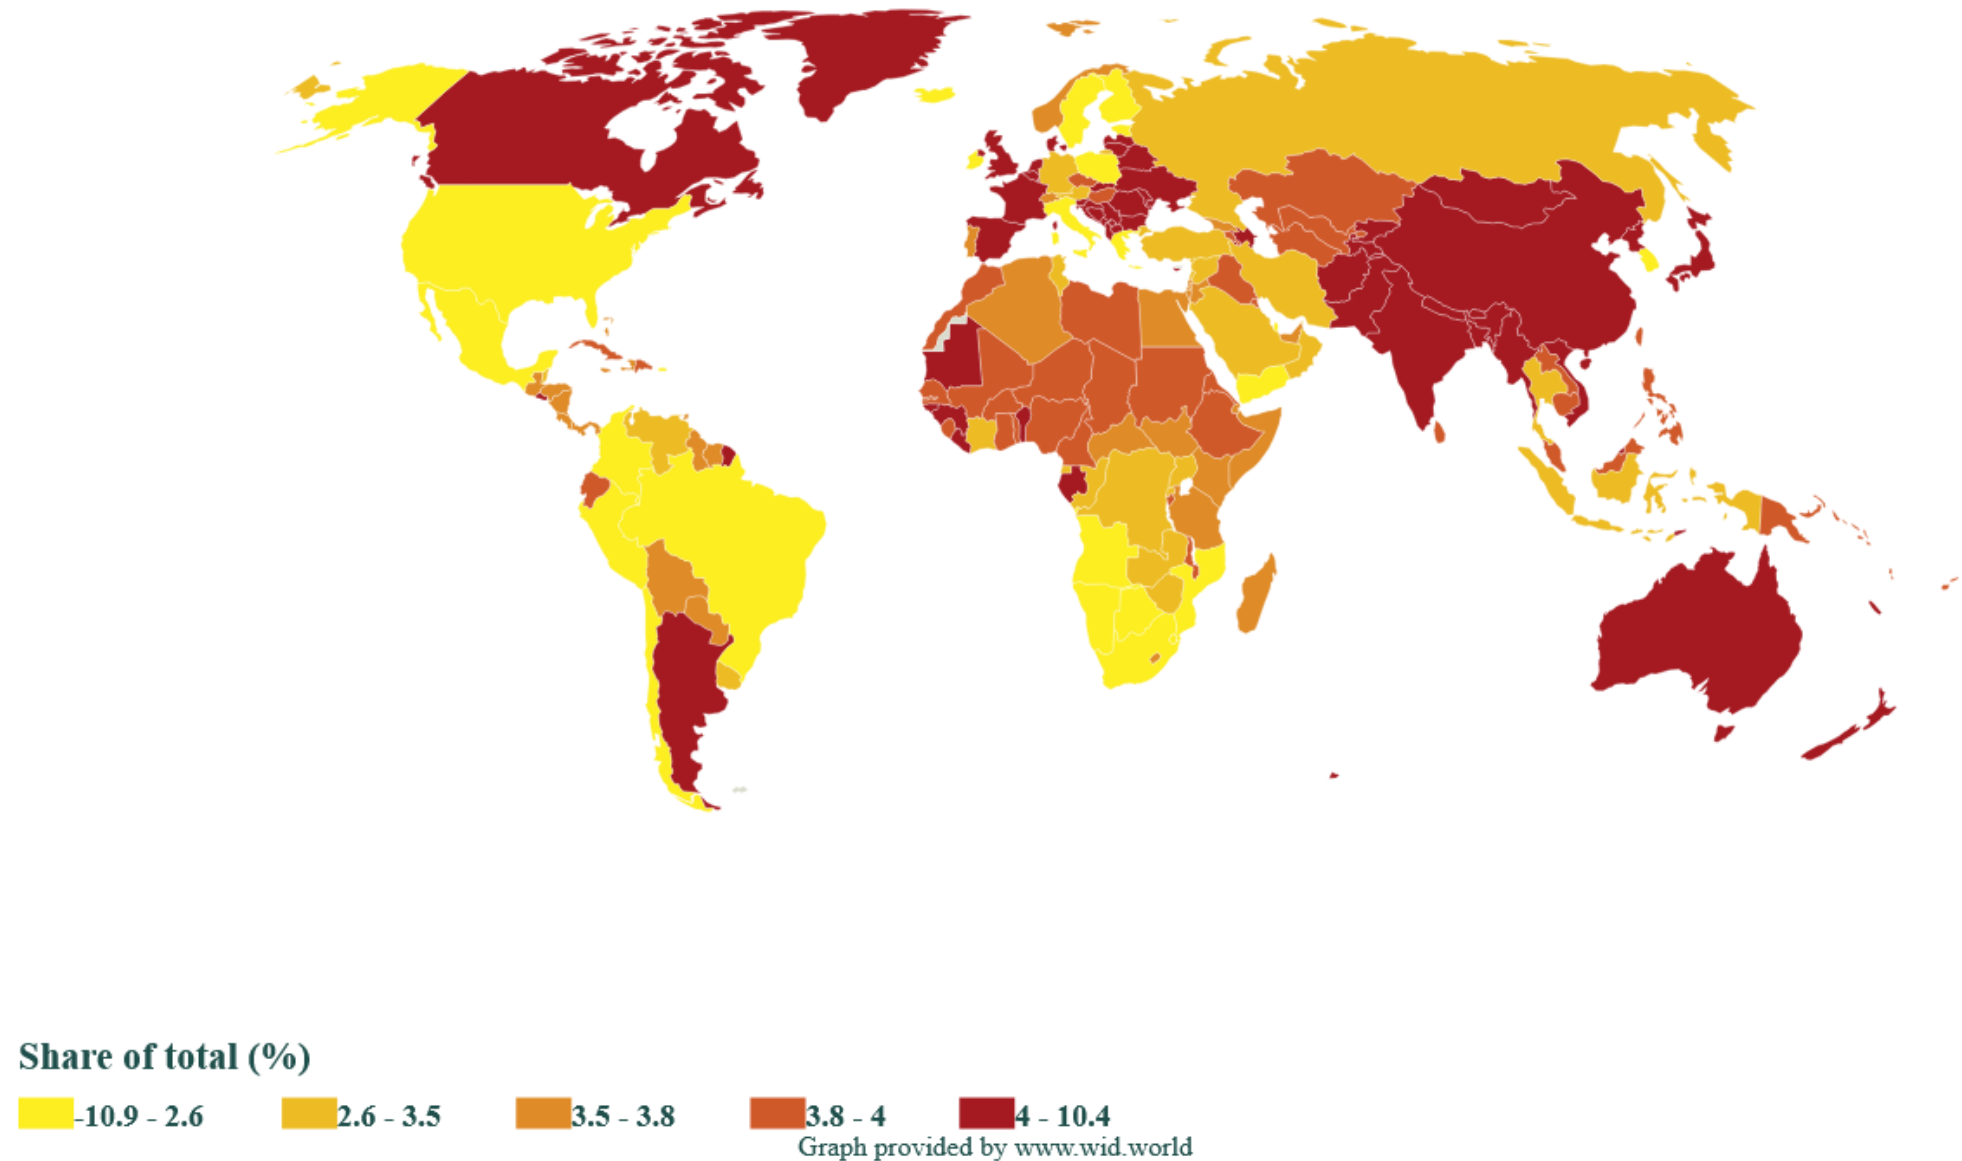 Share of total (%)
-10.9 - 2.6 2.6 - 3.5 3.5 - 3.8 3.8 - 4 4 - 10.4
Graph provided by www.wid.world